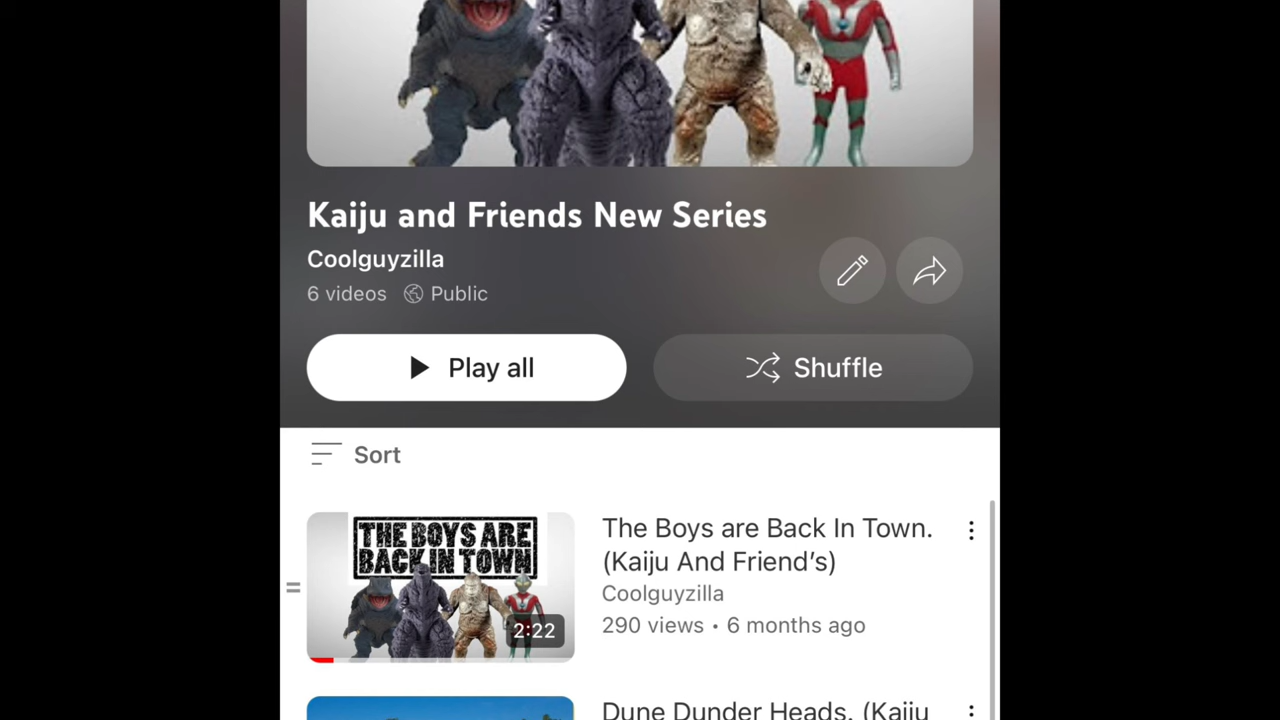 Kaiju and Friends New Series
Coolguyzilla
6 videos Public
Play all
Shuffle
Sort
THE BOYS ARE
BACK IN TOWN
2:22
The Boys are Back In Town.
(Kaiju And Friend’s)
Coolguyzilla
290 views • 6 months ago
Dune Dunder Heads. (Kaiju